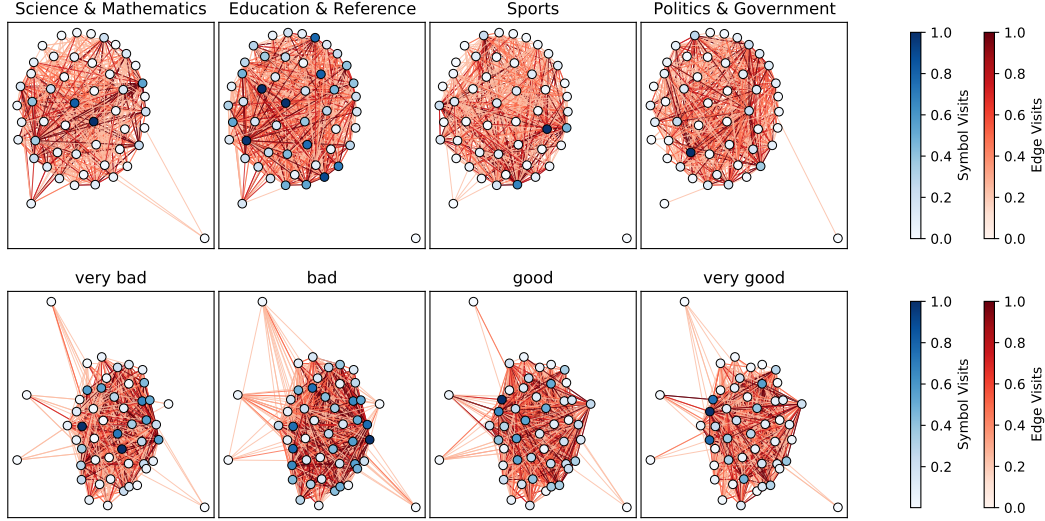 Science & Mathematics
Education & Reference
Sports
Politics & Government
1.0
0.8
0.6
0.4
0.2
0.0
Symbol Visits
1.0
0.8
0.6
0.4
0.2
0.0
Edge Visits
very bad
bad
good
very good
1.0
0.8
0.6
0.4
0.2
Symbol Visits
1.0
0.8
0.6
0.4
0.2
0.0
Edge Visits